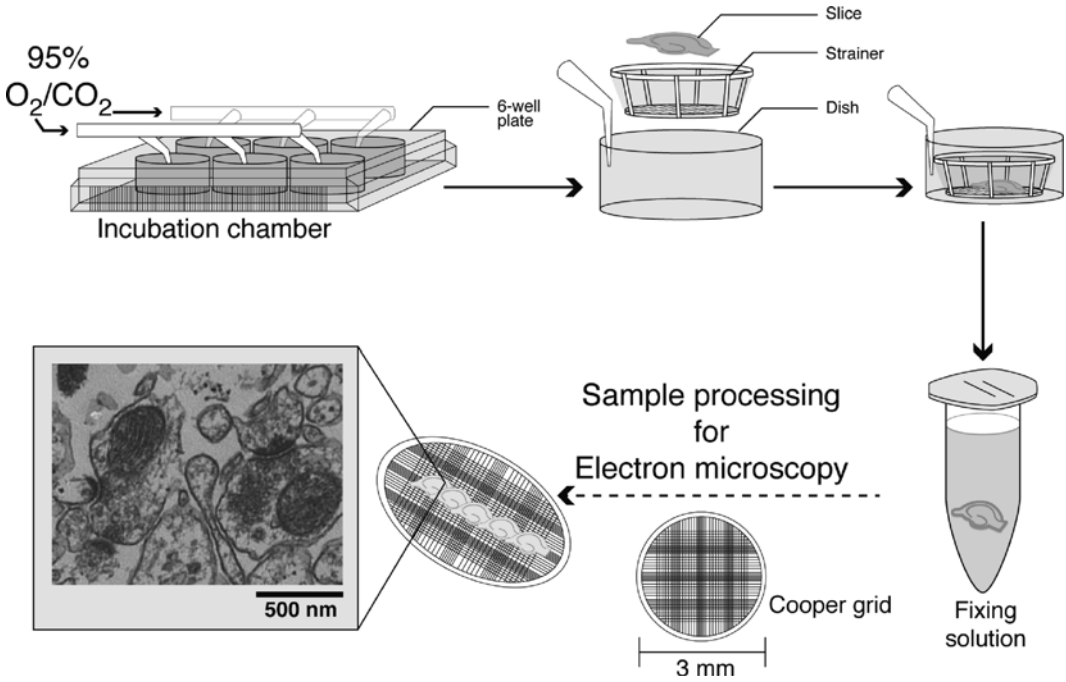 95%
O2/CO2
6-well
plate
Incubation chamber
Slice
Strainer
Dish
Sample processing
for
Electron microscopy
500 nm
Cooper grid
3 mm
Fixing
solution